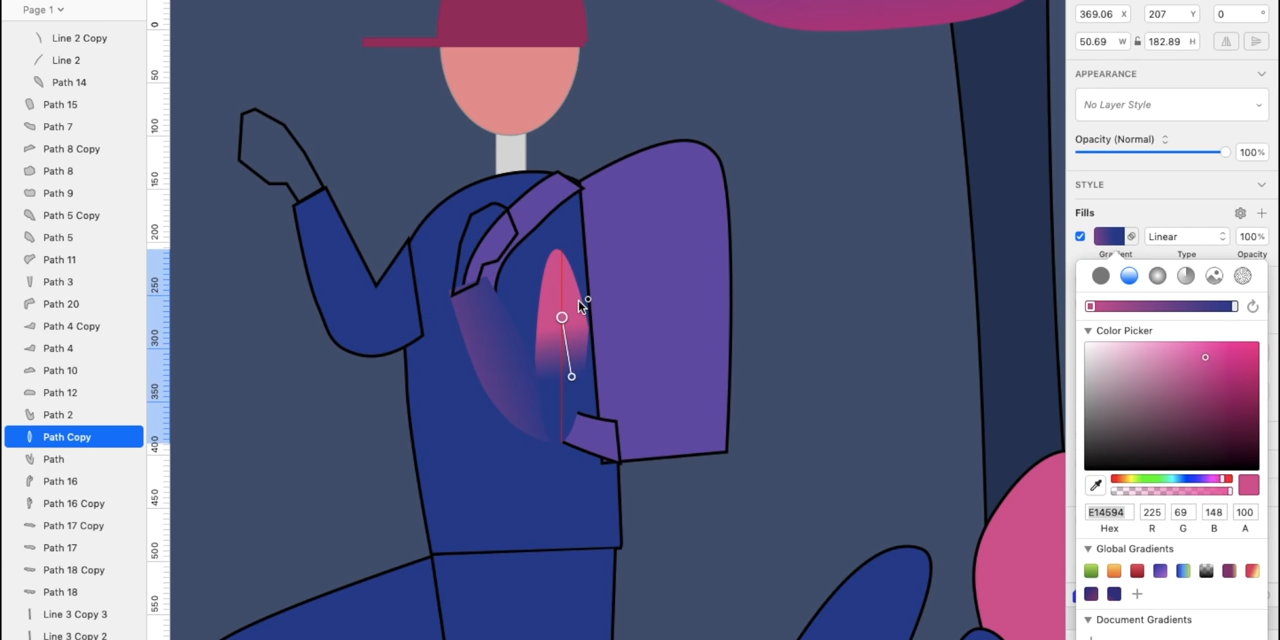 Page 1
Line 2 Copy
Line 2
Path 14
Path 15
Path 7
Path 8 Copy
Path 8
Path 9
Path 5 Copy
Path 5
Path 11
Path 3
Path 20
Path 4 Copy
Path 4
Path 10
Path 12
Path 2
Path Copy
Path
Path 16
Path 16 Copy
Path 17 Copy
Path 17
Path 18 Copy
Path 18
Line 3 Copy 3
Line 3 Copy 2
0
50
100
150
200
250
300
350
400
450
500
550
369.06 X 207 Y 0 °
50.69 W 182.89 H
APPEARANCE
No Layer Style
Opacity (Normal)
100%
STYLE
Fills
Linear 100%
Gradient Type Opacity
Color Picker
E14594 225 69 148 100
Hex R G B A
Global Gradients
Document Gradients